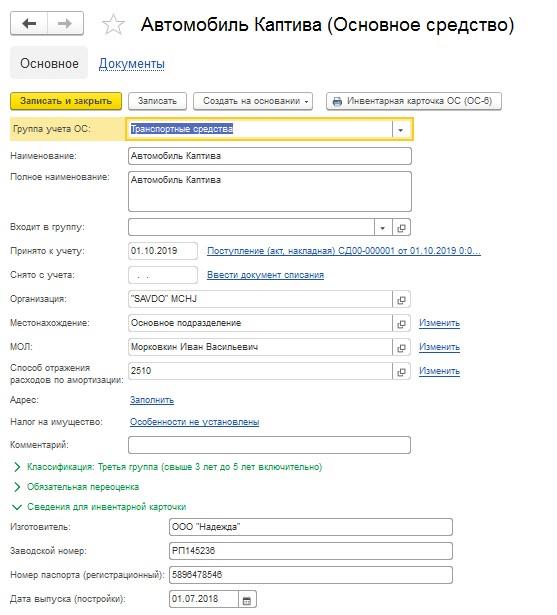 Автомобиль Каптива (Основное средство)
Основное Документы
Записать и закрыть Записать Создать на основании Инвентарная карточка ОС (ОС-6)
Группа учета ОС: Транспортные средства
Наименование: Автомобиль Каптива
Полное наименование: Автомобиль Каптива
Входит в группу:
Принято к учету: 01.10.2019 Поступление (акт, накладная) СД00-000001 от 01.10.2019 0:0...
Снято с учета: . . Ввести документ списания
Организация: "SAVDO" MCHJ
Местонахождение: Основное подразделение Изменить
МОЛ: Морковкин Иван Васильевич Изменить
Способ отражения
расходов по амортизации: 2510 Изменить
Адрес: Заполнить
Налог на имущество: Особенности не установлены
Комментарий:
Классификация: Третья группа (свыше 3 лет до 5 лет включительно)
Обязательная переоценка
Сведения для инвентарной карточки
Изготовитель: ООО "Надежда"
Заводской номер: РП145236
Номер паспорта (регистрационный): 5896478546
Дата выпуска (постройки): 01.07.2018